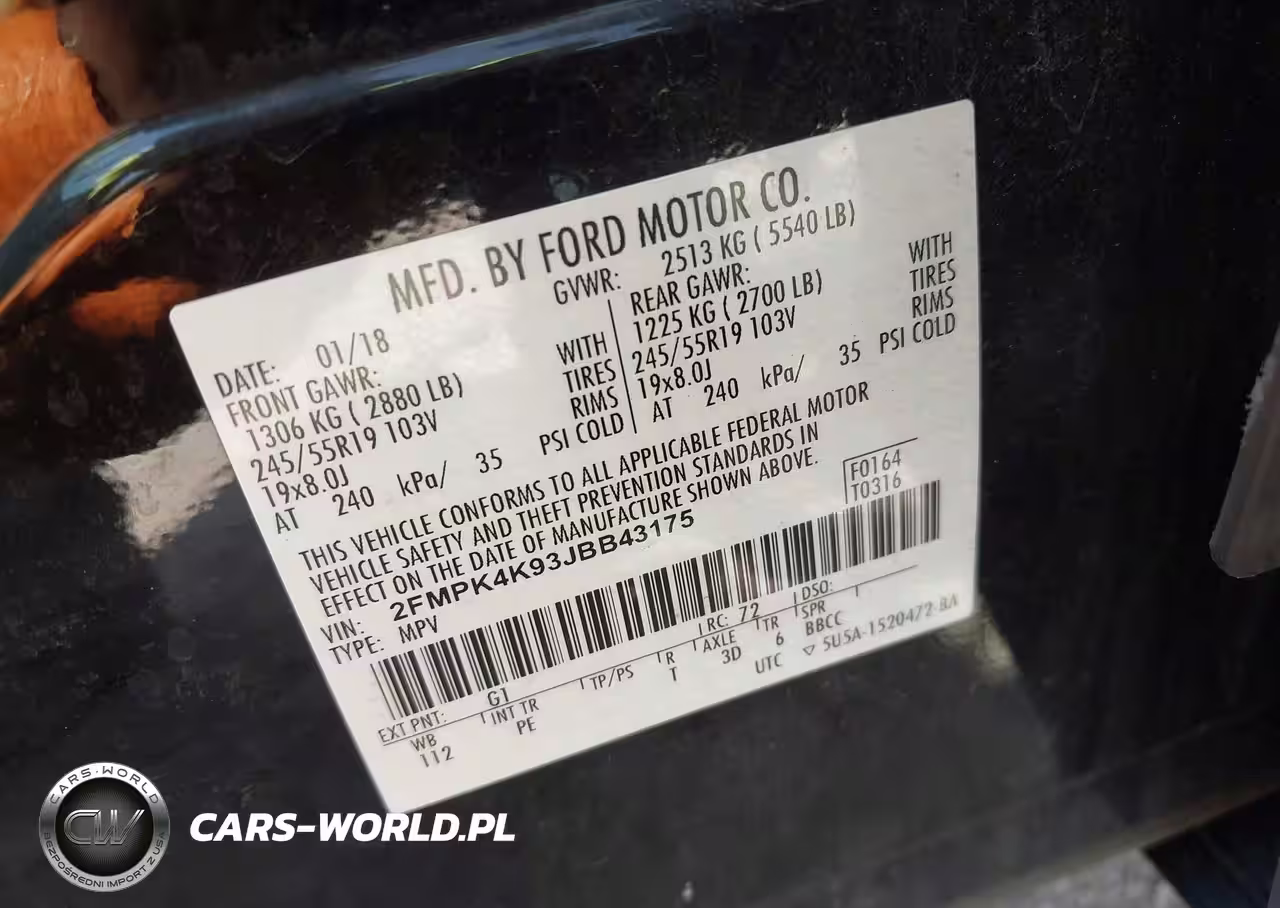 MFD. BY FORD MOTOR CO.
DATE: 01/18
GVWR: 2513 KG ( 5540 LB)
FRONT GAWR:
1306 KG ( 2880 LB) WITH
245/55R19 103V TIRES
19x8.0J RIMS
AT 240 kPa/ 35 PSI COLD
REAR GAWR:
1225 KG ( 2700 LB) WITH
245/55R19 103V TIRES
19x8.0J RIMS
AT 240 kPa/ 35 PSI COLD
THIS VEHICLE CONFORMS TO ALL APPLICABLE FEDERAL MOTOR
VEHICLE SAFETY AND THEFT PREVENTION STANDARDS IN
EFFECT ON THE DATE OF MANUFACTURE SHOWN ABOVE.
VIN: 2FMPK4K93JBB43175
TYPE: MPV
F0164
T0316
EXT PNT: G1 RC: 72 DSO:
WB INT TR TP/PS R AXLE TR SPR
112 PE T 3D 6 BBCC
UTC ▽ 5U5A-1520472-BA
CARS-WORLD
CW
BEZPOŚREDNI IMPORT Z USA
CARS-WORLD.PL